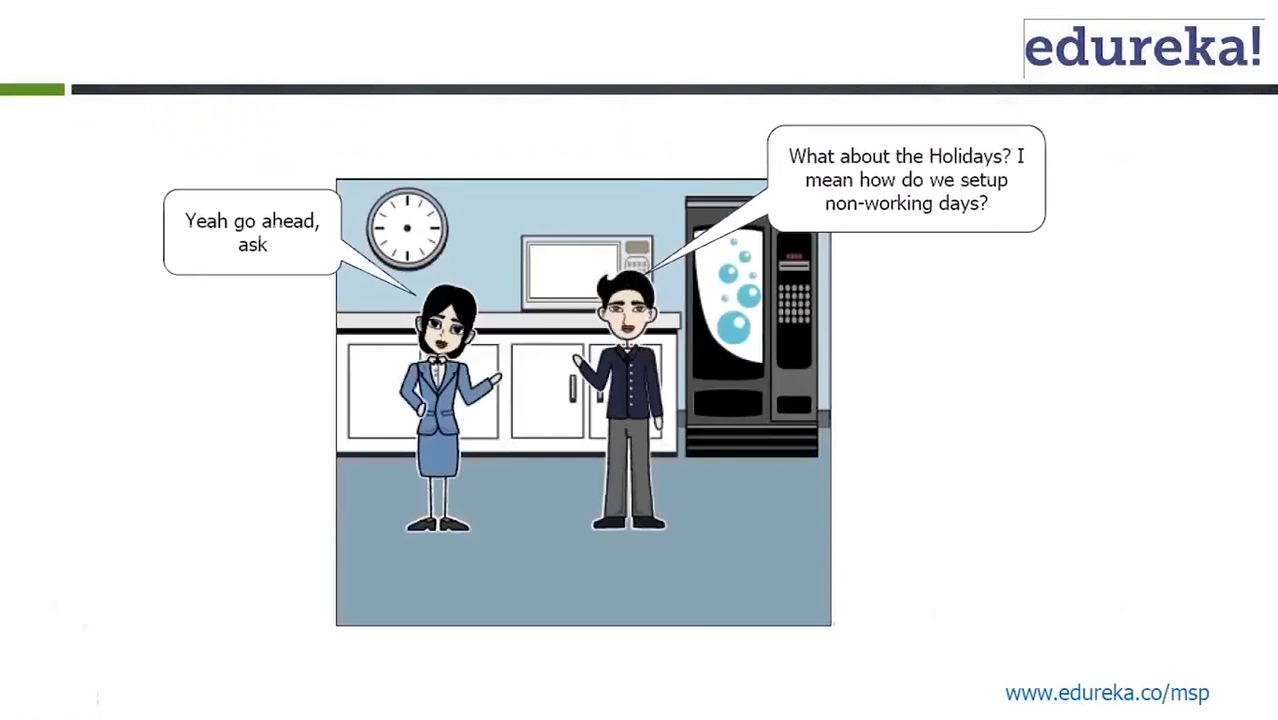 edureka!
Yeah go ahead,
ask
What about the Holidays? I
mean how do we setup
non-working days?
www.edureka.co/msp